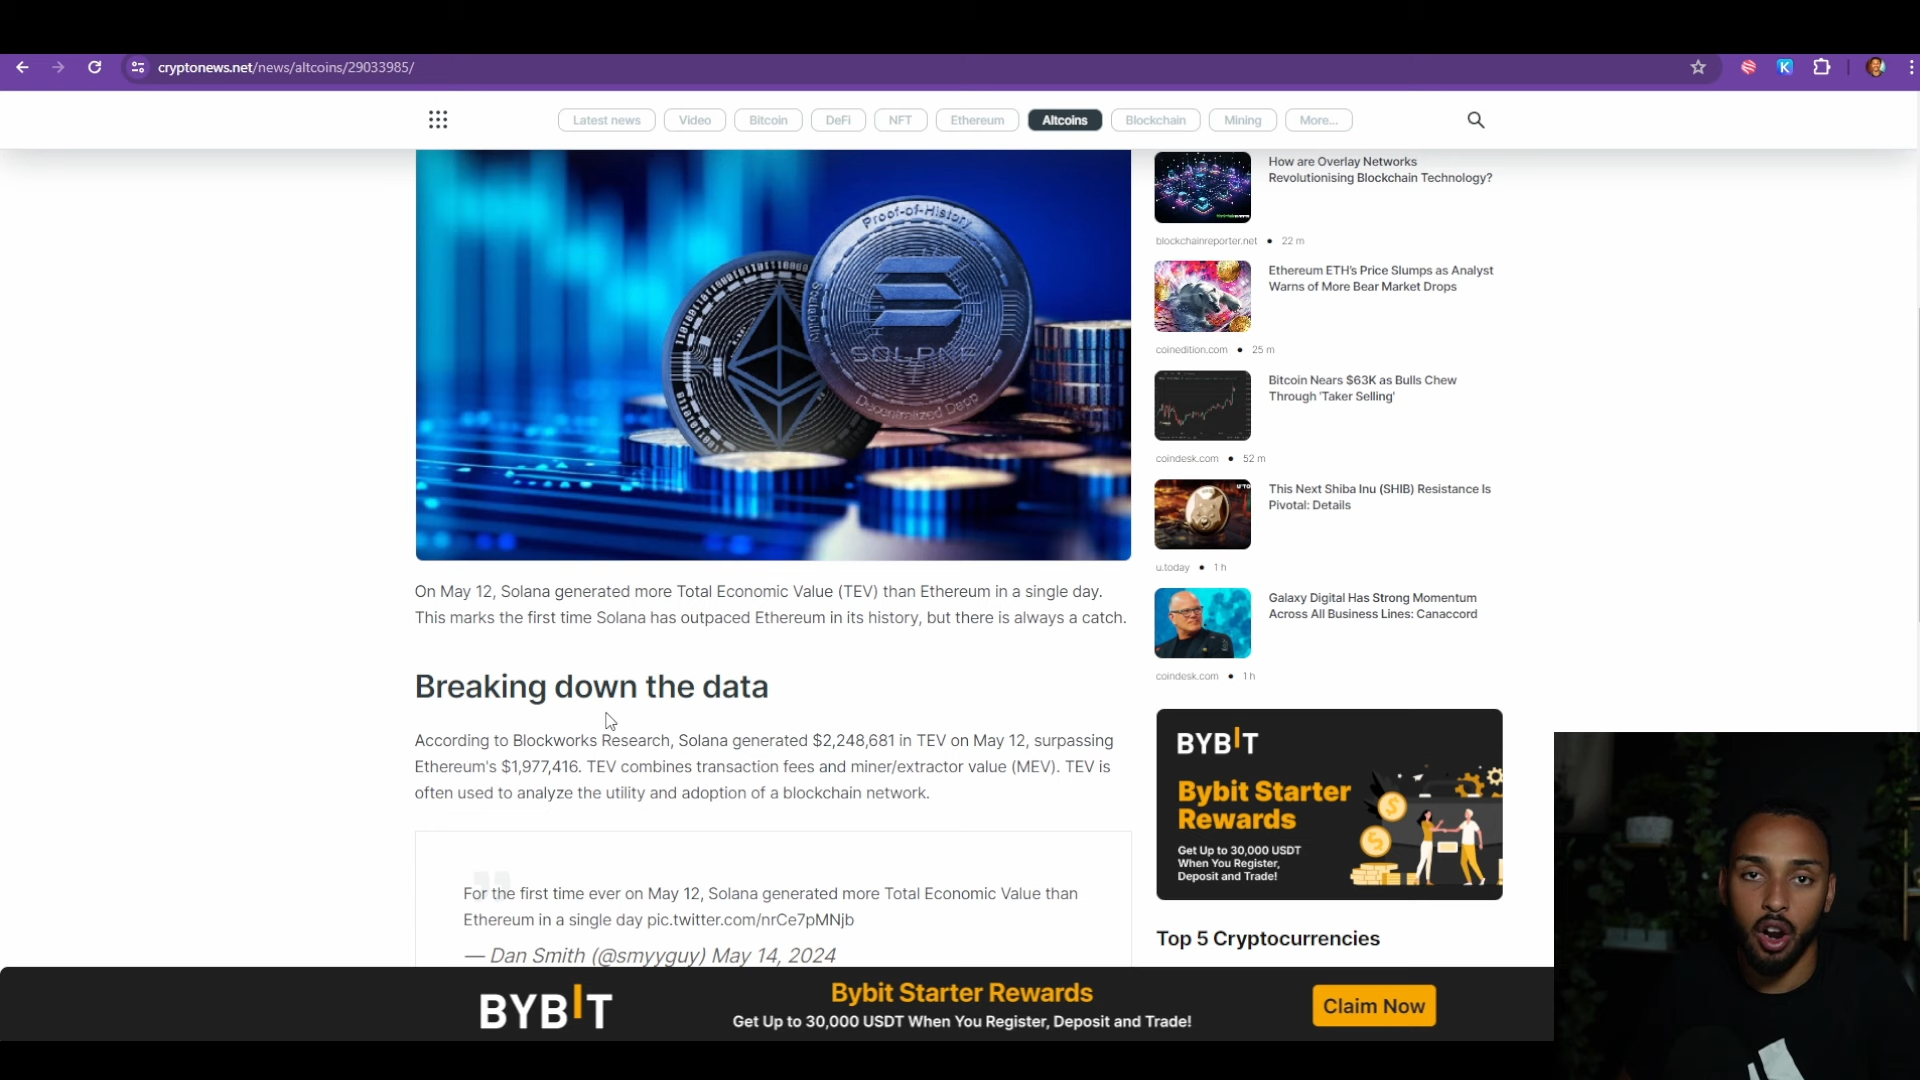 cryptonews.net/news/altcoins/29033985/
K
Latest news
Video
Bitcoin
DeFi
NFT
Ethereum
Altcoins
Blockchain
Mining
More...
Proof-of-History
SOLANA
Decentralized Dapp
On May 12, Solana generated more Total Economic Value (TEV) than Ethereum in a single day.
This marks the first time Solana has outpaced Ethereum in its history, but there is always a catch.
Breaking down the data
According to Blockworks Research, Solana generated $2,248,681 in TEV on May 12, surpassing
Ethereum's $1,977,416. TEV combines transaction fees and miner/extractor value (MEV). TEV is
often used to analyze the utility and adoption of a blockchain network.
For the first time ever on May 12, Solana generated more Total Economic Value than
Ethereum in a single day pic.twitter.com/nrCe7pMNjb
— Dan Smith (@smyyguy) May 14, 2024
How are Overlay Networks
Revolutionising Blockchain Technology?
blockchainreporter.net • 22 m
Ethereum ETH's Price Slumps as Analyst
Warns of More Bear Market Drops
coinedition.com • 25 m
Bitcoin Nears $63K as Bulls Chew
Through 'Taker Selling'
coindesk.com • 52 m
This Next Shiba Inu (SHIB) Resistance Is
Pivotal: Details
u.today • 1 h
Galaxy Digital Has Strong Momentum
Across All Business Lines: Canaccord
coindesk.com • 1 h
BYBIT
Bybit Starter
Rewards
Get Up to 30,000 USDT
When You Register,
Deposit and Trade!
Top 5 Cryptocurrencies
BYBIT
Bybit Starter Rewards
Get Up to 30,000 USDT When You Register, Deposit and Trade!
Claim Now